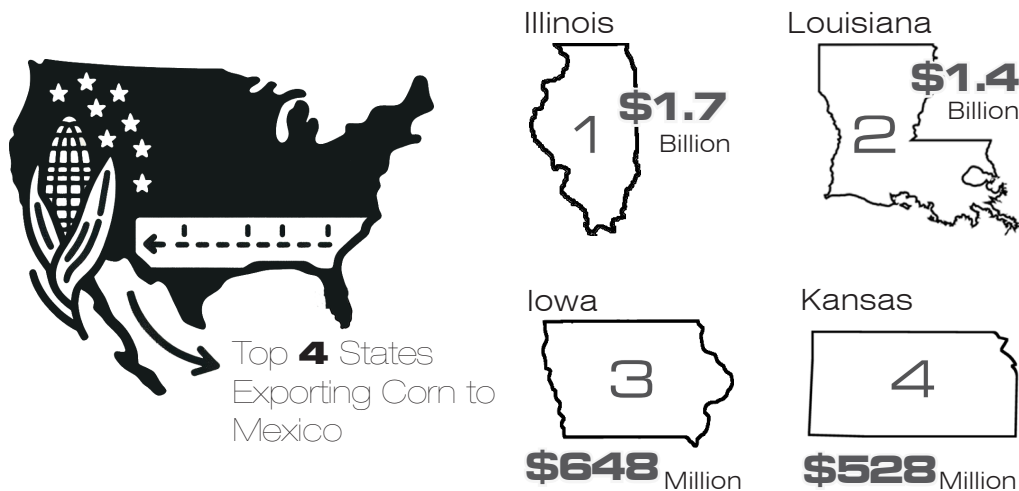 Top 4 States
Exporting Corn to
Mexico
Illinois
1
$1.7
Billion
Louisiana
2
$1.4
Billion
Iowa
3
$648 Million
Kansas
4
$528 Million